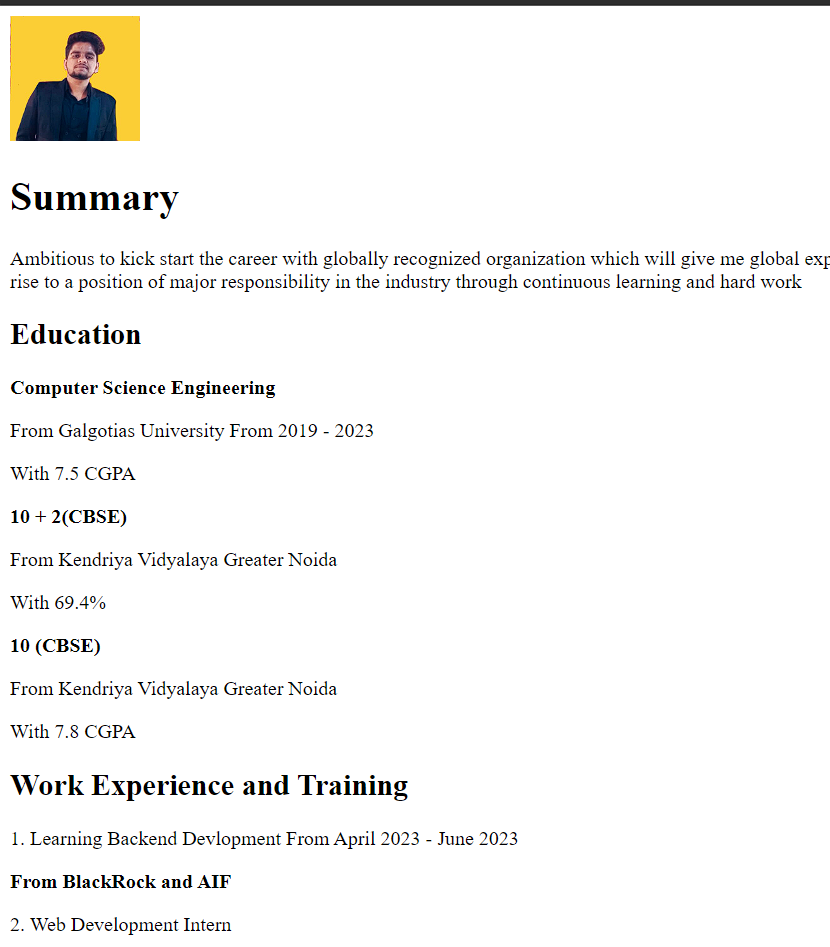 Summary
Ambitious to kick start the career with globally recognized organization which will give me global
rise to a position of major responsibility in the industry through continuous learning and hard work
Education
Computer Science Engineering
From Galgotias University From 2019 - 2023
With 7.5 CGPA
10 + 2(CBSE)
From Kendriya Vidyalaya Greater Noida
With 69.4%
10 (CBSE)
From Kendriya Vidyalaya Greater Noida
With 7.8 CGPA
Work Experience and Training
1. Learning Backend Devlopment From April 2023 - June 2023
From BlackRock and AIF
2. Web Development Intern